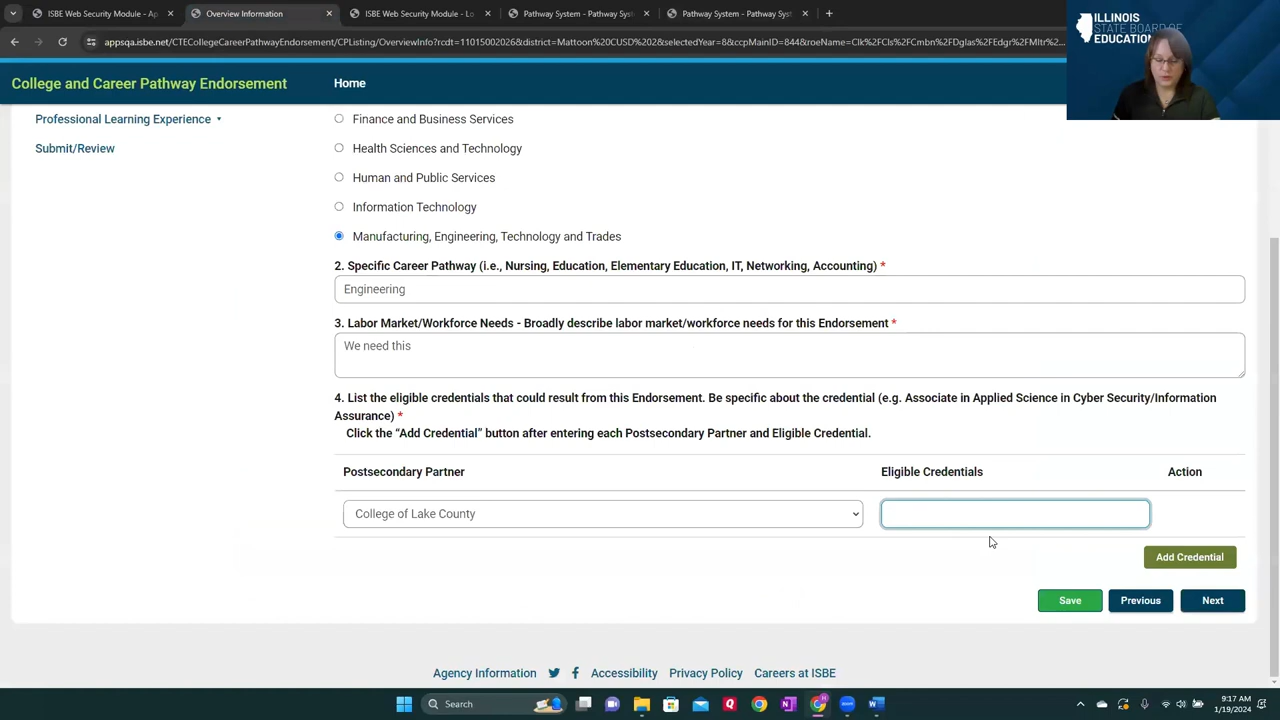 ISBE Web Security Module - Ap
Overview Information
ISBE Web Security Module - Lo
Pathway System - Pathway Syst
Pathway System - Pathway Syst
appsqa.isbe.net/CTECollegeCareerPathwayEndorsement/CPListing/OverviewInfo?rcdt=11015002026&district=Mattoon%20CUSD%202&selectedYear=8&ccpMainID=844&roeName=Clk%2FCls%2FCmbn%2FDglas%2FEdgr%2FMltr%2...
ILLINOIS
STATE BOARD OF
EDUCATION
College and Career Pathway Endorsement
Home
Professional Learning Experience
Submit/Review
Finance and Business Services
Health Sciences and Technology
Human and Public Services
Information Technology
Manufacturing, Engineering, Technology and Trades
2. Specific Career Pathway (i.e., Nursing, Education, Elementary Education, IT, Networking, Accounting) *
Engineering
3. Labor Market/Workforce Needs - Broadly describe labor market/workforce needs for this Endorsement *
We need this
4. List the eligible credentials that could result from this Endorsement. Be specific about the credential (e.g. Associate in Applied Science in Cyber Security/Information
Assurance) *
Click the “Add Credential” button after entering each Postsecondary Partner and Eligible Credential.
Postsecondary Partner
Eligible Credentials
Action
College of Lake County
Add Credential
Save
Previous
Next
Agency Information
Accessibility
Privacy Policy
Careers at ISBE
Search
9:17 AM
1/19/2024